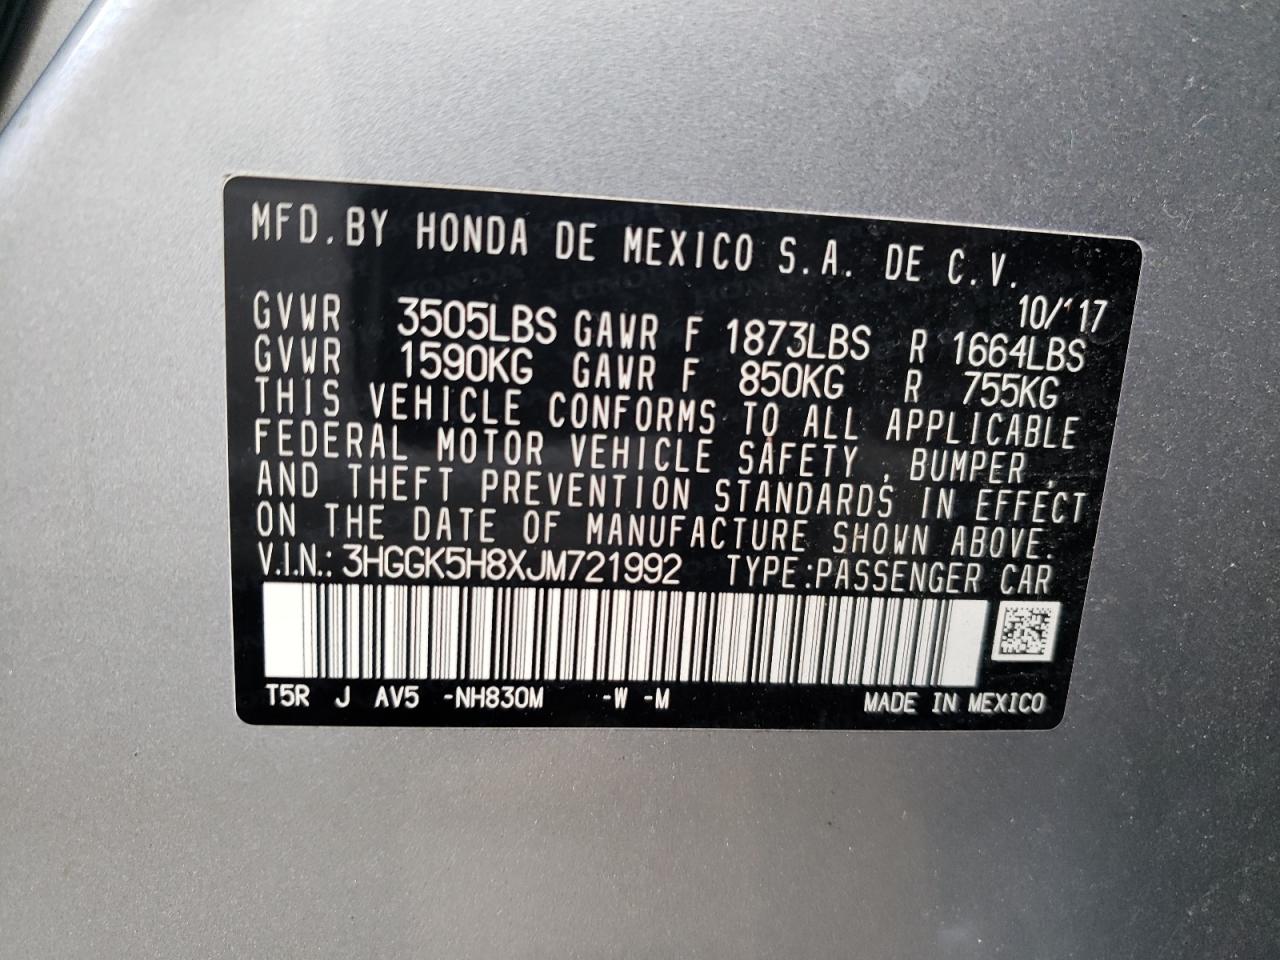 MFD.BY HONDA DE MEXICO S.A. DE C.V.
10/'17
GVWR 3505LBS GAWR F 1873LBS R 1664LBS
GVWR 1590KG GAWR F 850KG R 755KG
THIS VEHICLE CONFORMS TO ALL APPLICABLE
FEDERAL MOTOR VEHICLE SAFETY , BUMPER ,
AND THEFT PREVENTION STANDARDS IN EFFECT
ON THE DATE OF MANUFACTURE SHOWN ABOVE.
V.I.N.: 3HGGK5H8XJM721992 TYPE:PASSENGER CAR
T5R J AV5 -NH830M -W -M MADE IN MEXICO